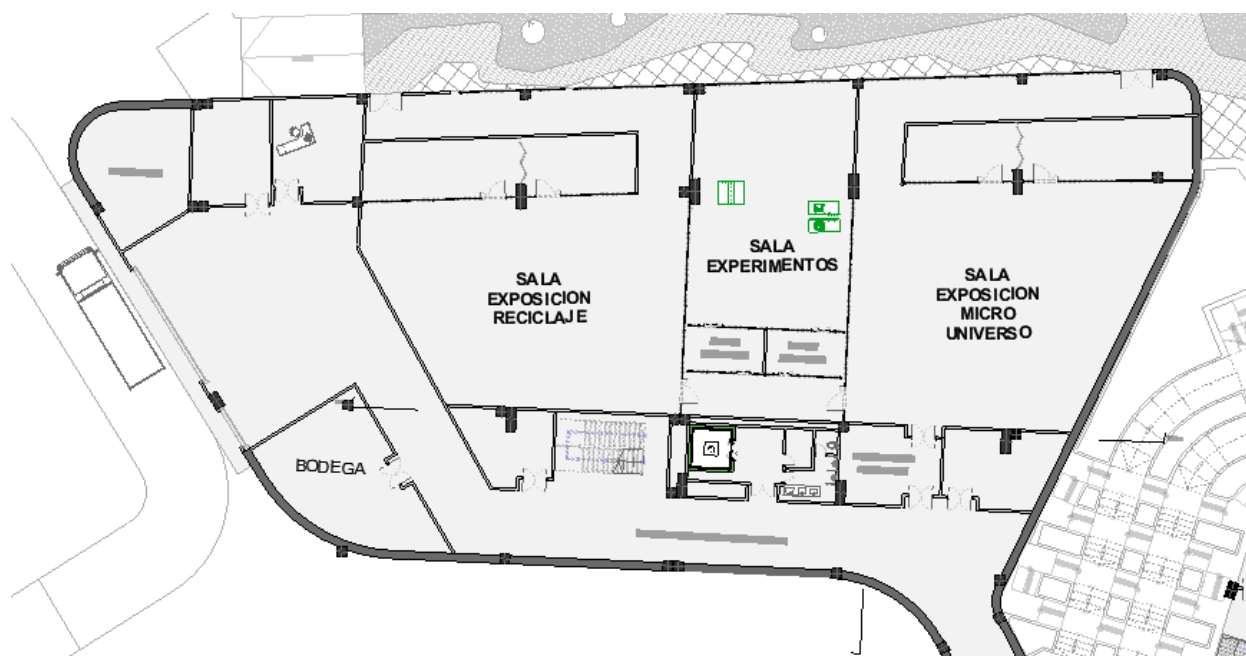 SALA
EXPOSICION
RECICLAJE
SALA
EXPERIMENTOS
SALA
EXPOSICION
MICRO
UNIVERSO
BODEGA